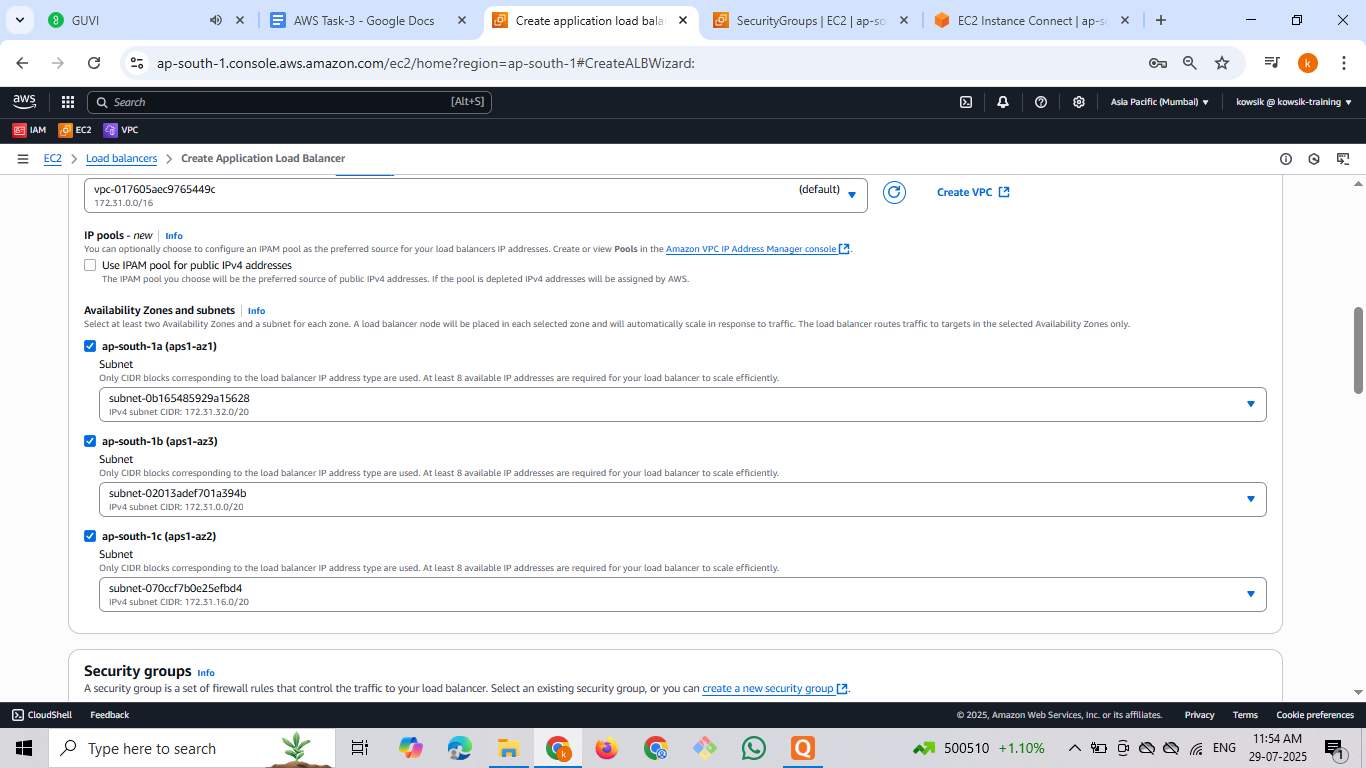 GUVI
AWS Task-3 - Google Docs
Create application load bala
SecurityGroups | EC2 | ap-so
EC2 Instance Connect | ap-s
ap-south-1.console.aws.amazon.com/ec2/home?region=ap-south-1#CreateALBWizard:
k
aws
Search
[Alt+S]
Asia Pacific (Mumbai)
kowsik @ kowsik-training
IAM
EC2
VPC
EC2
Load balancers
Create Application Load Balancer
vpc-017605aec9765449c
(default)
172.31.0.0/16
Create VPC
IP pools - new
Info
You can optionally choose to configure an IPAM pool as the preferred source for your load balancers IP addresses. Create or view Pools in the Amazon VPC IP Address Manager console.
Use IPAM pool for public IPv4 addresses
The IPAM pool you choose will be the preferred source of public IPv4 addresses. If the pool is depleted IPv4 addresses will be assigned by AWS.
Availability Zones and subnets
Info
Select at least two Availability Zones and a subnet for each zone. A load balancer node will be placed in each selected zone and will automatically scale in response to traffic. The load balancer routes traffic to targets in the selected Availability Zones only.
ap-south-1a (aps1-az1)
Subnet
Only CIDR blocks corresponding to the load balancer IP address type are used. At least 8 available IP addresses are required for your load balancer to scale efficiently.
subnet-0b165485929a15628
IPv4 subnet CIDR: 172.31.32.0/20
ap-south-1b (aps1-az3)
Subnet
Only CIDR blocks corresponding to the load balancer IP address type are used. At least 8 available IP addresses are required for your load balancer to scale efficiently.
subnet-02013adef701a394b
IPv4 subnet CIDR: 172.31.0.0/20
ap-south-1c (aps1-az2)
Subnet
Only CIDR blocks corresponding to the load balancer IP address type are used. At least 8 available IP addresses are required for your load balancer to scale efficiently.
subnet-070ccf7b0e25efbd4
IPv4 subnet CIDR: 172.31.16.0/20
Security groups
Info
A security group is a set of firewall rules that control the traffic to your load balancer. Select an existing security group, or you can create a new security group.
CloudShell
Feedback
© 2025, Amazon Web Services, Inc. or its affiliates.
Privacy
Terms
Cookie preferences
Type here to search
500510 +1.10%
ENG
11:54 AM
29-07-2025
1